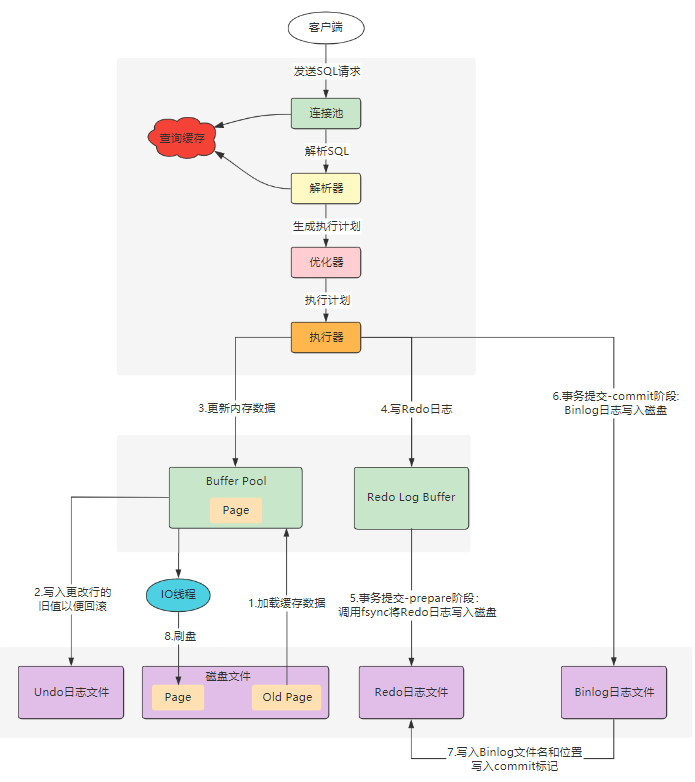 客户端
发送SQL请求
连接池
查询缓存
解析SQL
解析器
生成执行计划
优化器
执行计划
执行器
3.更新内存数据
4.写Redo日志
6.事务提交-commit阶段:
Binlog日志写入磁盘
Buffer Pool
Page
Redo Log Buffer
2.写入更改行的
旧值以便回滚
IO线程
1.加载缓存数据
5.事务提交-prepare阶段：
调用fsync将Redo日志写入磁盘
8.刷盘
Undo日志文件
磁盘文件
Page
Old Page
Redo日志文件
Binlog日志文件
7.写入Binlog文件名和位置
写入commit标记